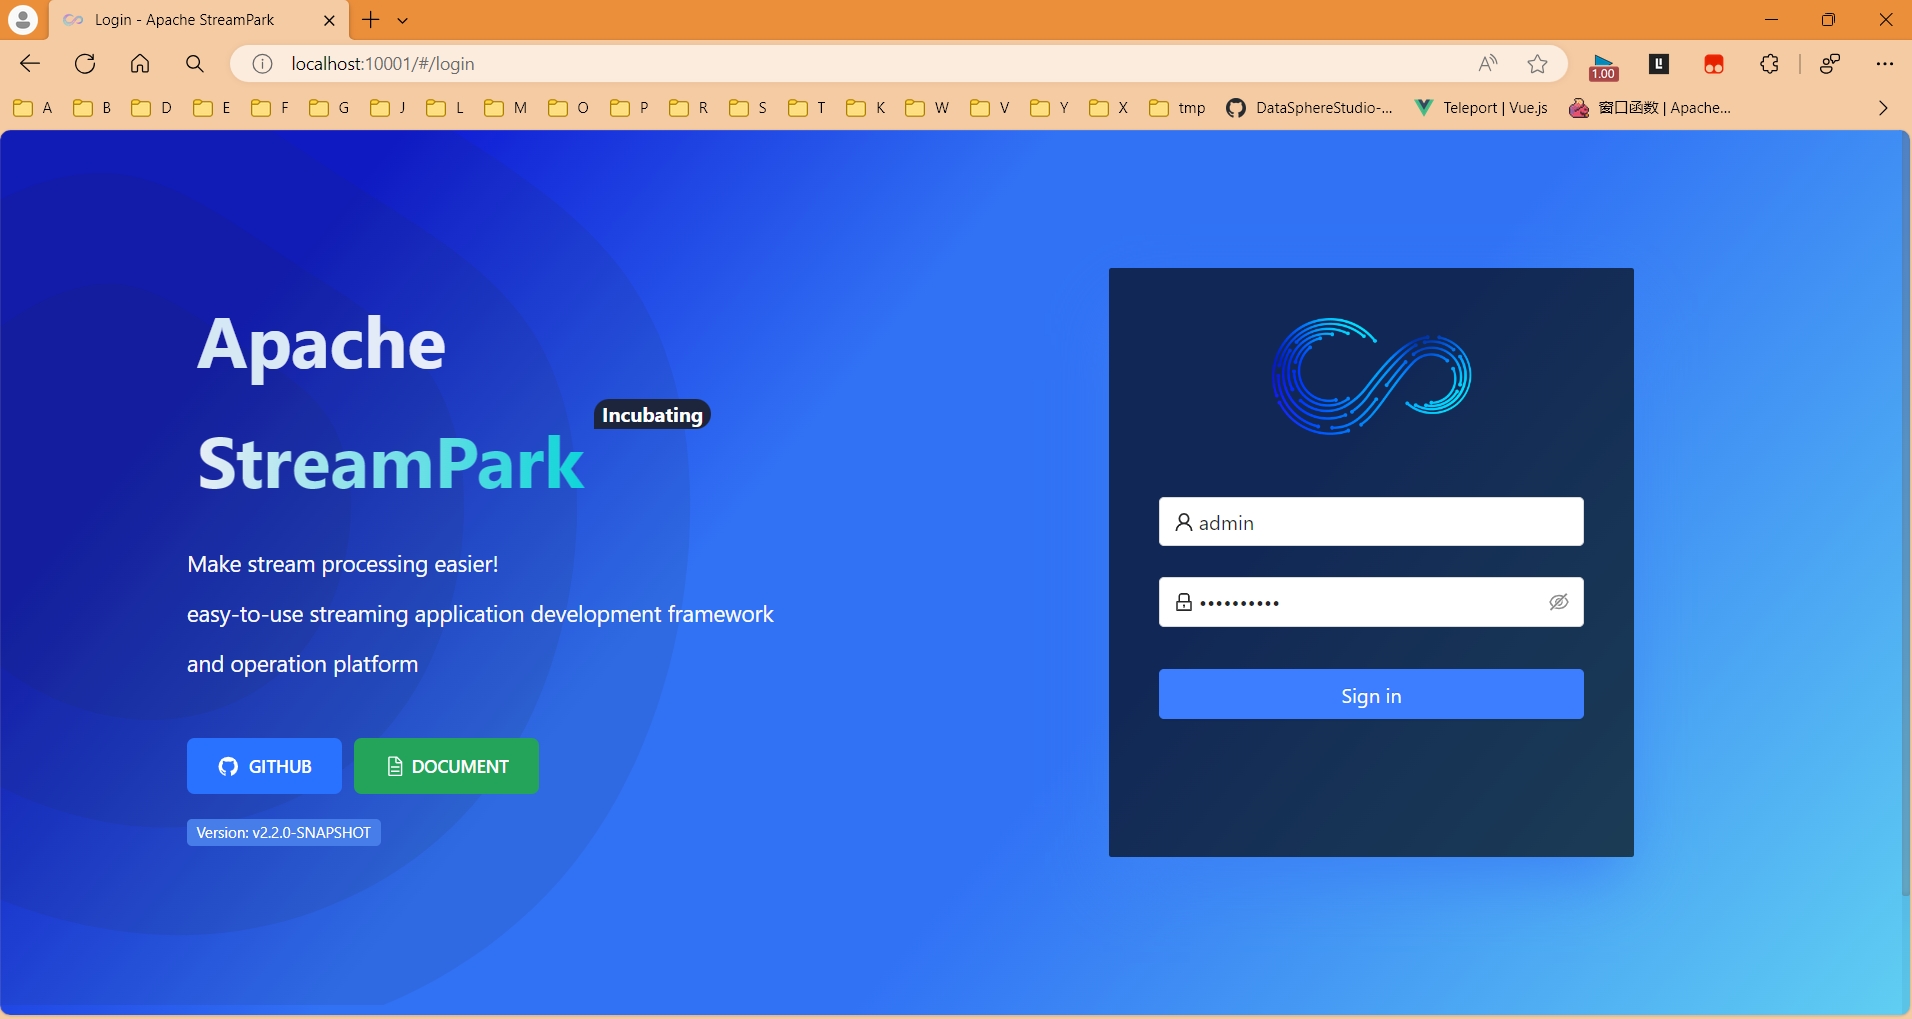 Login - Apache StreamPark
localhost:10001/#/login
1.00
A B D E F G J L M O P R S T K W V Y X tmp DataSphereStudio-... Teleport | Vue.js 窗口函数 | Apache...
Apache
Incubating
StreamPark
Make stream processing easier!
easy-to-use streaming application development framework
and operation platform
GITHUB DOCUMENT
Version: v2.2.0-SNAPSHOT
admin
••••••••••
Sign in